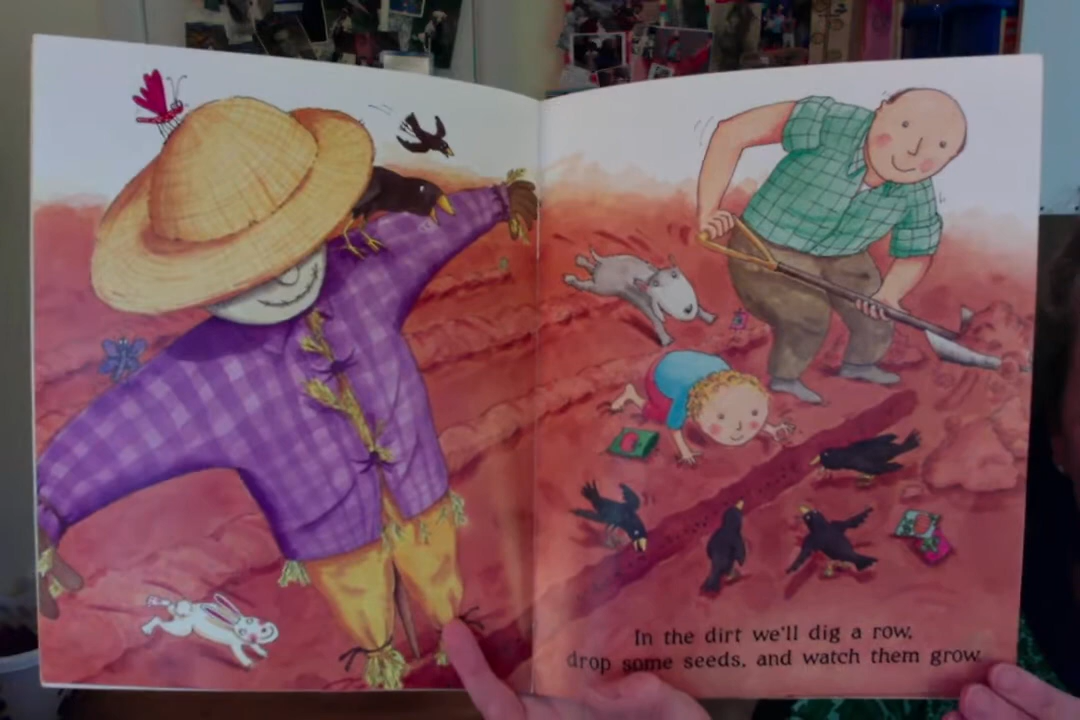 In the dirt we'll dig a row,
drop some seeds, and watch them grow.